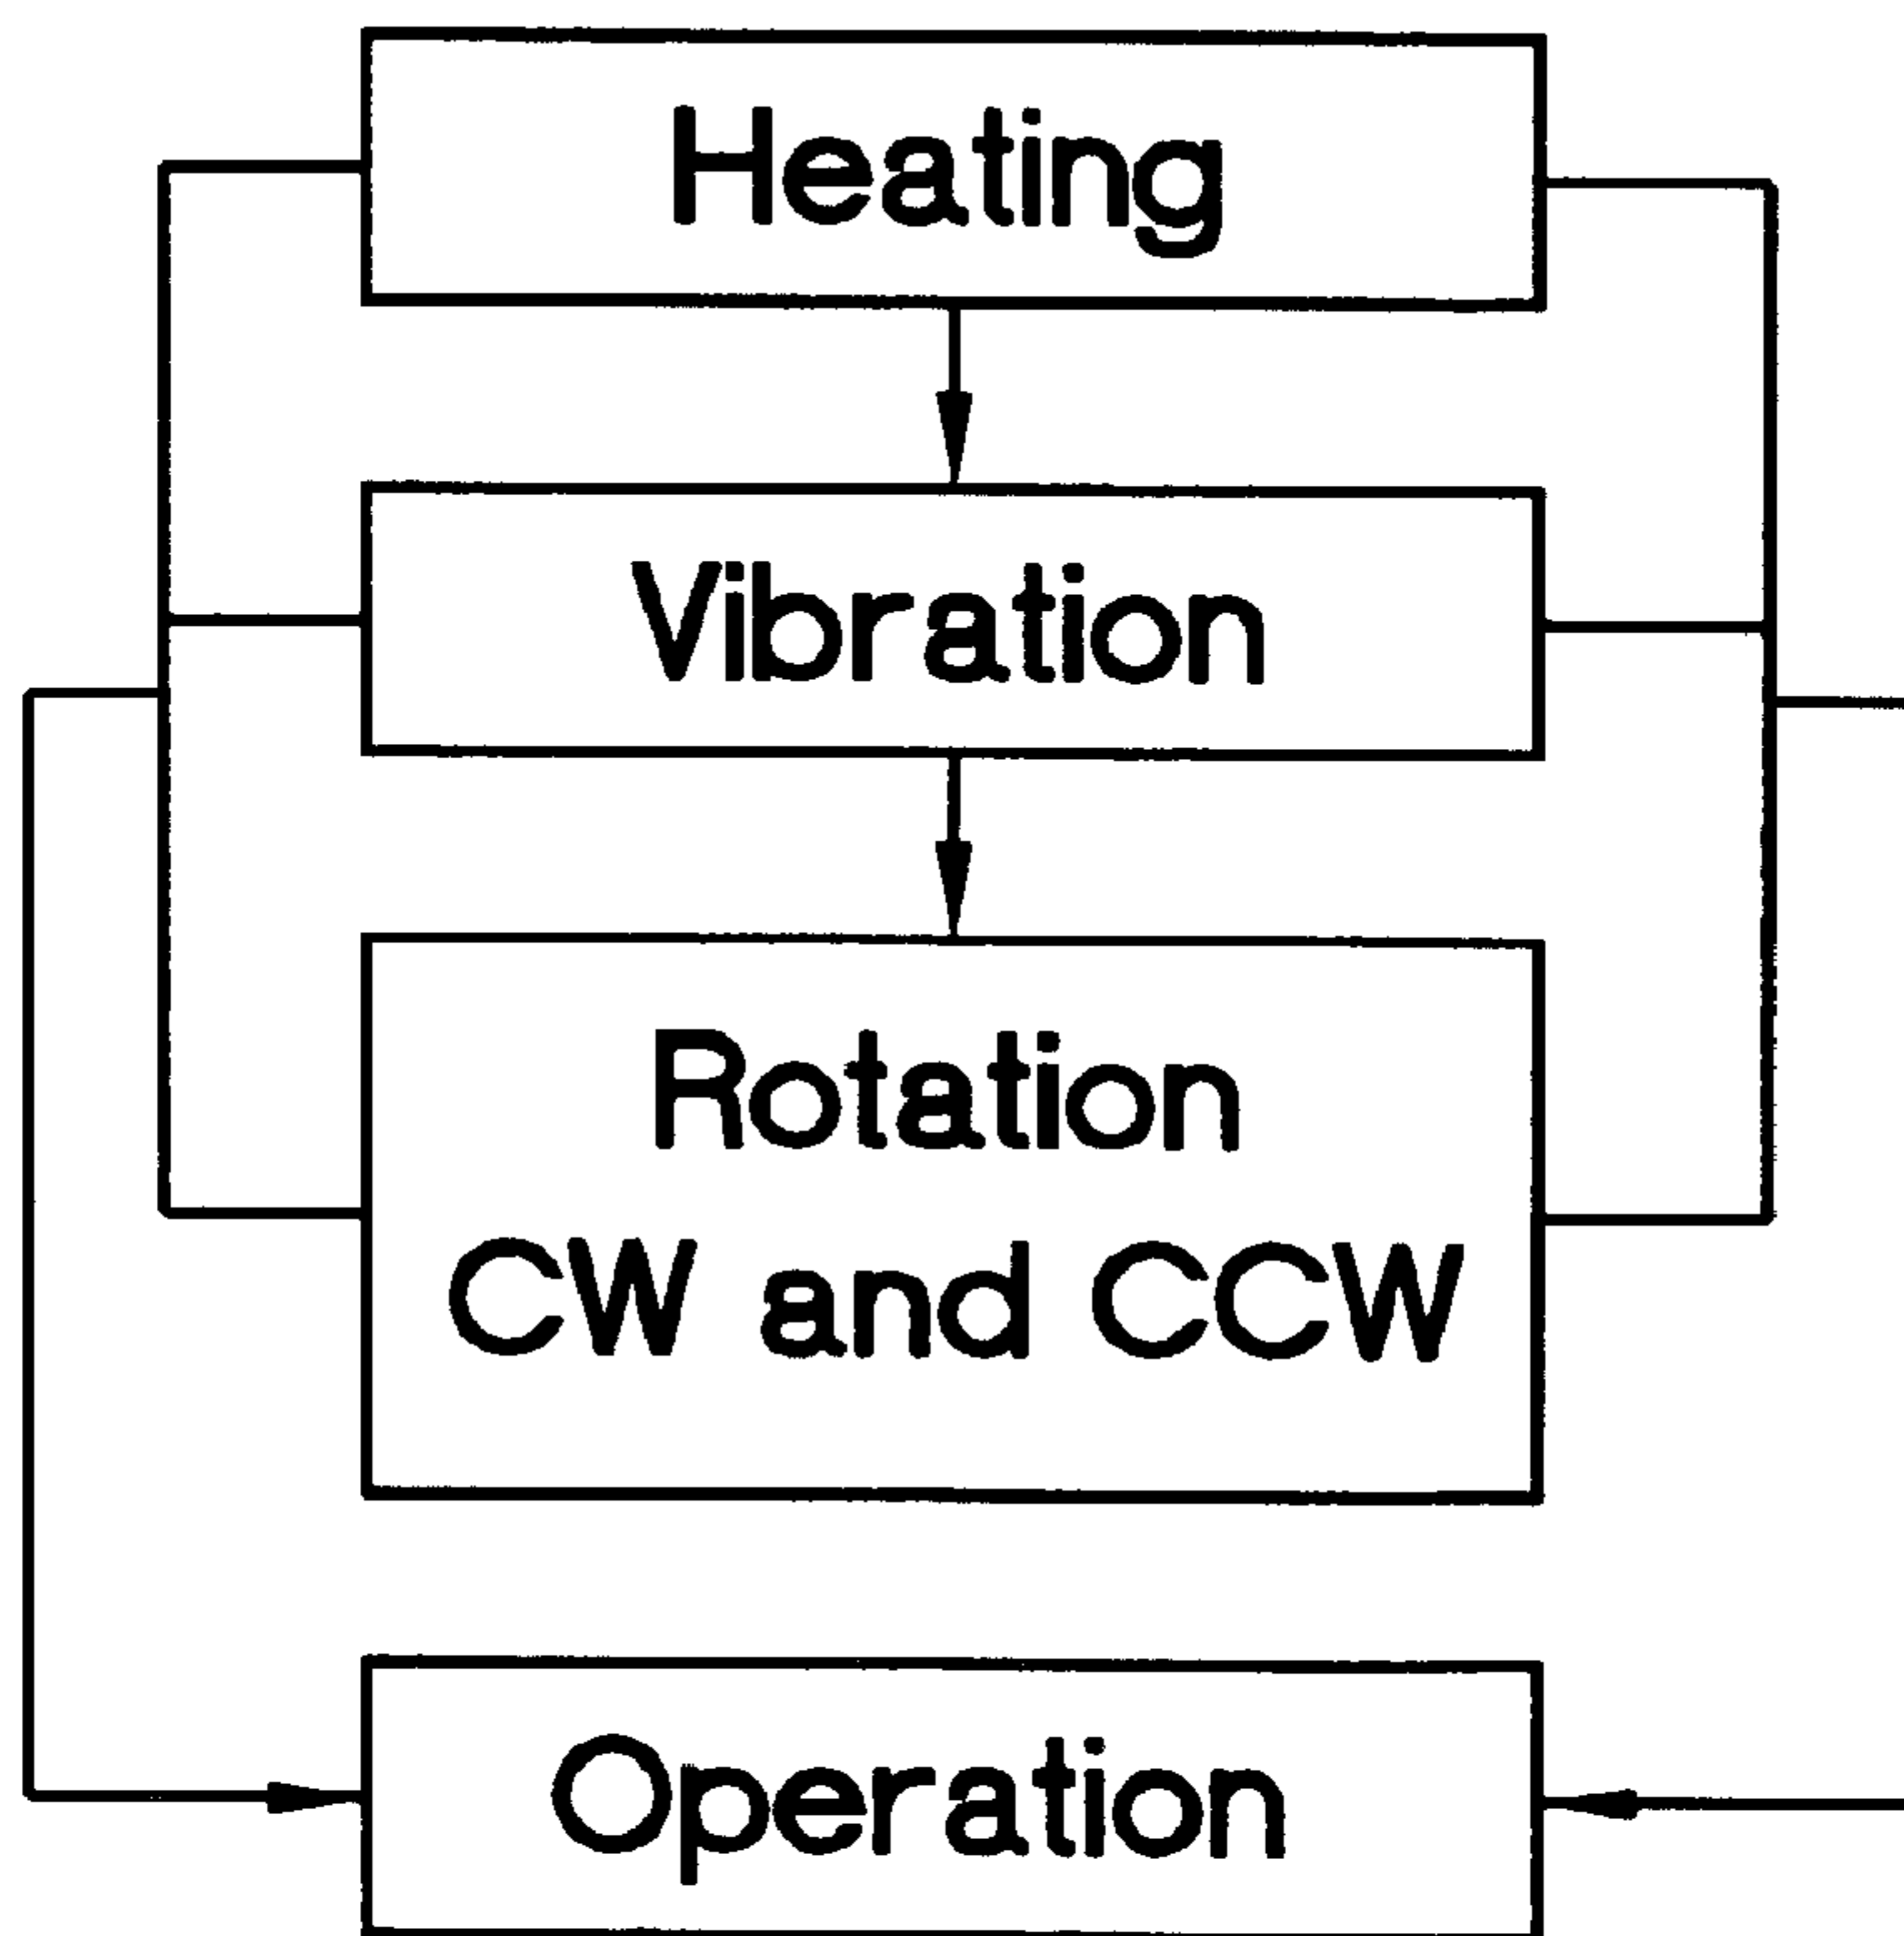 Heating
Vibration
Rotation
CW and CCW
Operation